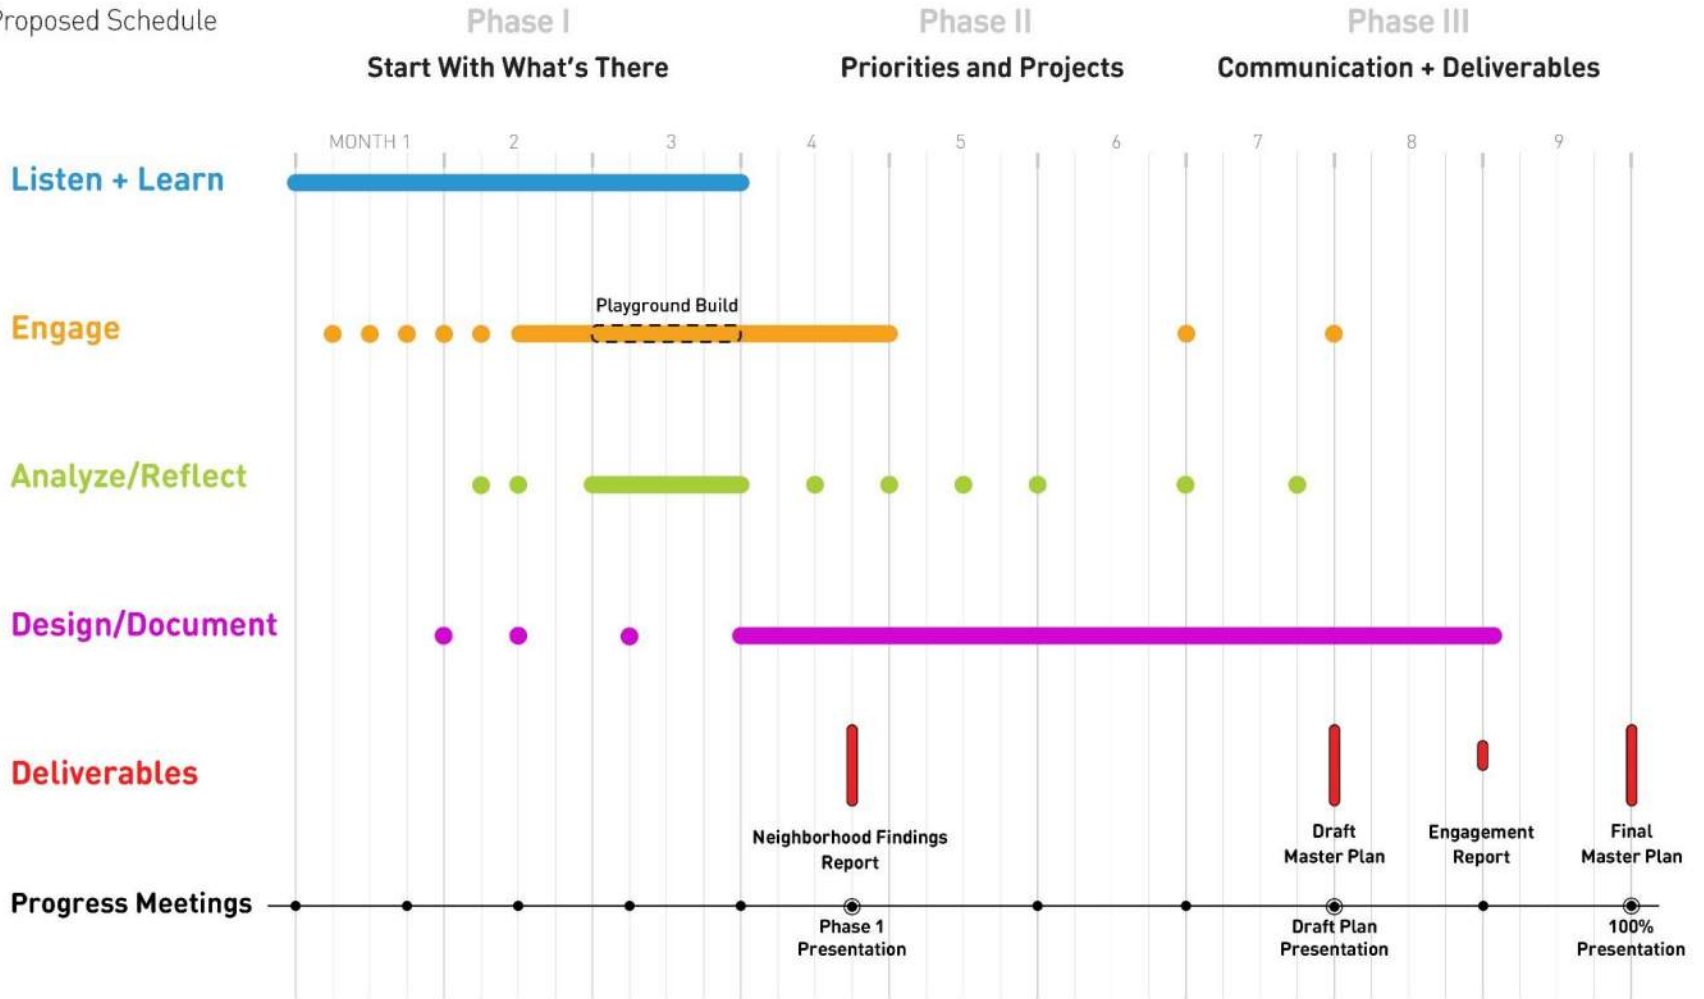 Proposed Schedule
Phase I
Phase II
Phase III
Start With What's There
Priorities and Projects
Communication + Deliverables
MONTH 1 2 3 4 5 6 7 8 9
Listen + Learn
Playground Build
Engage
Analyze/Reflect
Design/Document
Deliverables
Neighborhood Findings
Report
Draft
Master Plan
Engagement
Report
Final
Master Plan
Progress Meetings
Phase 1
Presentation
Draft Plan
Presentation
100%
Presentation